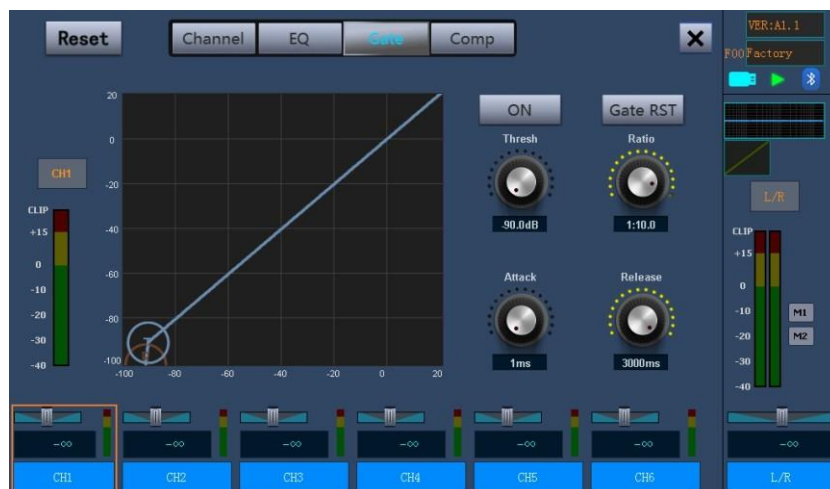 Reset
Channel EQ Gate Comp
VER:A1.1
F00 Factory
ON Gate RST
Thresh Ratio
-90.0dB 1:10.0
Attack Release
1ms 3000ms
CH1
CLIP
+15
0
-10
-20
-30
-40
20
0
-20
-40
-60
-80
-100
-100 -80 -60 -40 -20 0 20
T
R
L/R
CLIP
+15
0
-10
-20
-30
-40
M1
M2
-∞ -∞ -∞ -∞ -∞ -∞ -∞
CH1 CH2 CH3 CH4 CH5 CH6 L/R